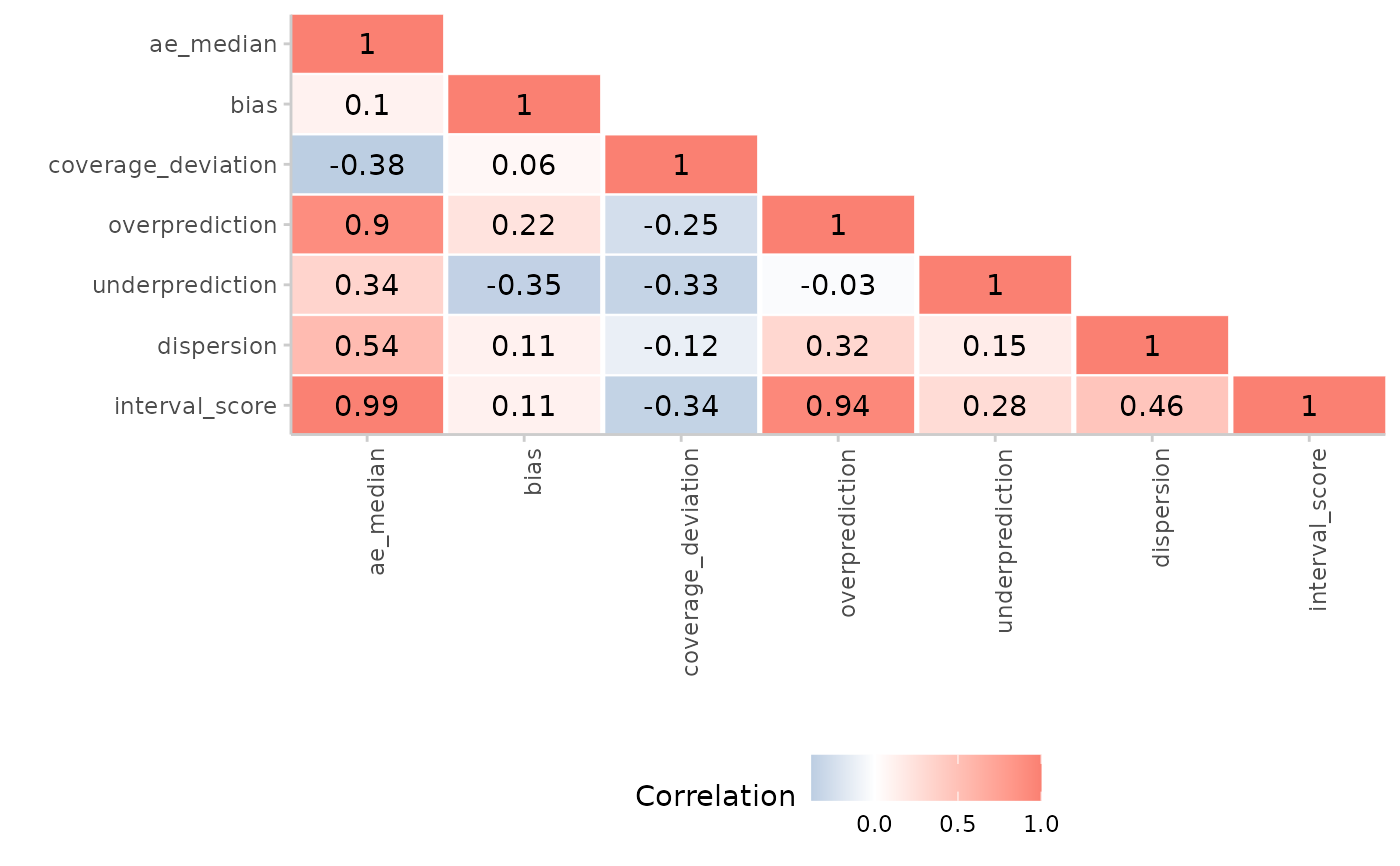 ae_median 1
bias 0.1 1
coverage_deviation -0.38 0.06 1
overprediction 0.9 0.22 -0.25 1
underprediction 0.34 -0.35 -0.33 -0.03 1
dispersion 0.54 0.11 -0.12 0.32 0.15 1
interval_score 0.99 0.11 -0.34 0.94 0.28 0.46 1
ae_median bias coverage_deviation overprediction underprediction dispersion interval_score
Correlation
0.0 0.5 1.0